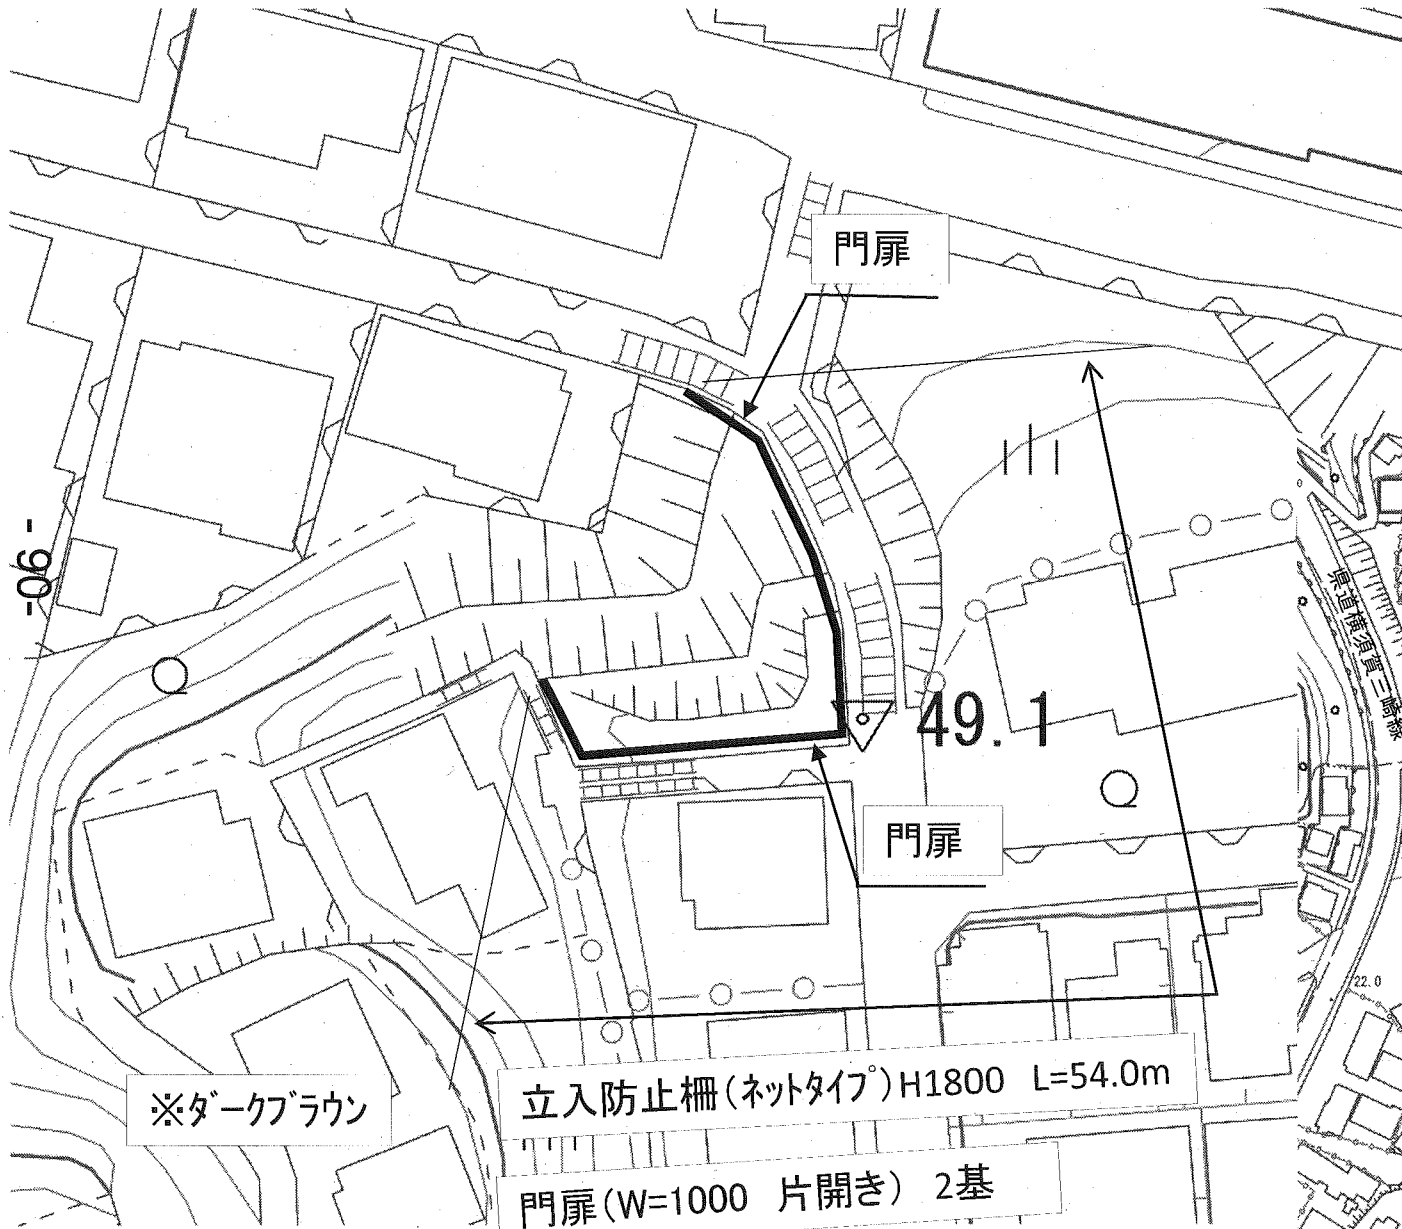 門扉
-90-
県道横須賀三崎線
49. 1
門扉
22.0
※ダークブラウン
立入防止柵(ネットタイプ)H1800 L=54.0m
門扉(W=1000 片開き) 2基